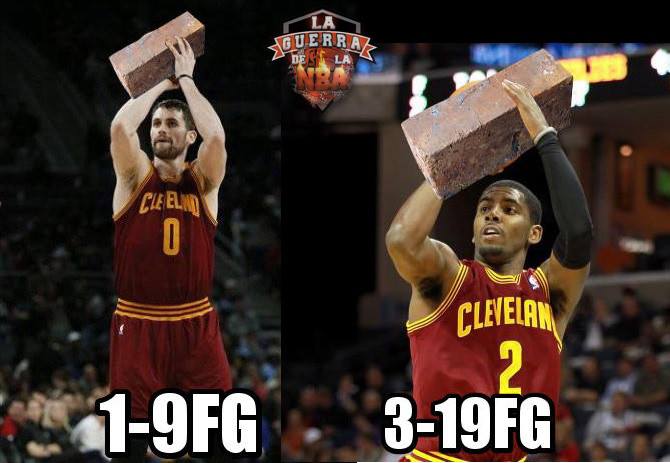 LA
GUERRA
DE LA
NBA
CLEVELAND
0
CLEVELAN
2
1-9FG
3-19FG